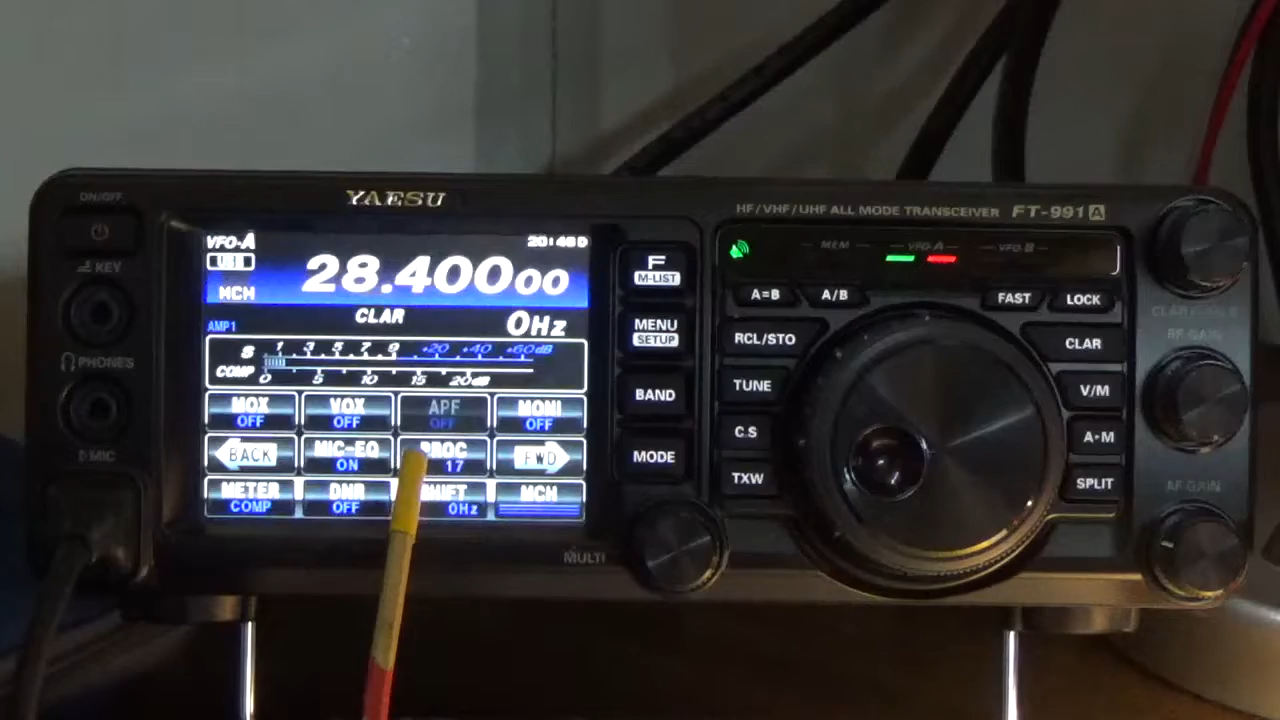 ON/OFF
YAESU
HF/VHF/UHF ALL MODE TRANSCEIVER FT-991A
VFO-A
USB
28.40000
MCH
CLAR
0Hz
AMP1
S 1 3 5 7 9 +20 +40 +60dB
COMP 0 5 10 15 20dB
MOX OFF
VOX OFF
APF OFF
MONI OFF
BACK
MIC-EQ ON
PROC 17
FWD
METER COMP
DNR OFF
0Hz
MCH
KEY
PHONES
MIC
F
M-LIST
MENU
SETUP
BAND
MODE
MULTI
MEM
VFO-A
VFO-B
A=B
A/B
FAST
LOCK
RCL/STO
CLAR
TUNE
V/M
C.S
TXW
SPLIT
RF GAIN
AF GAIN